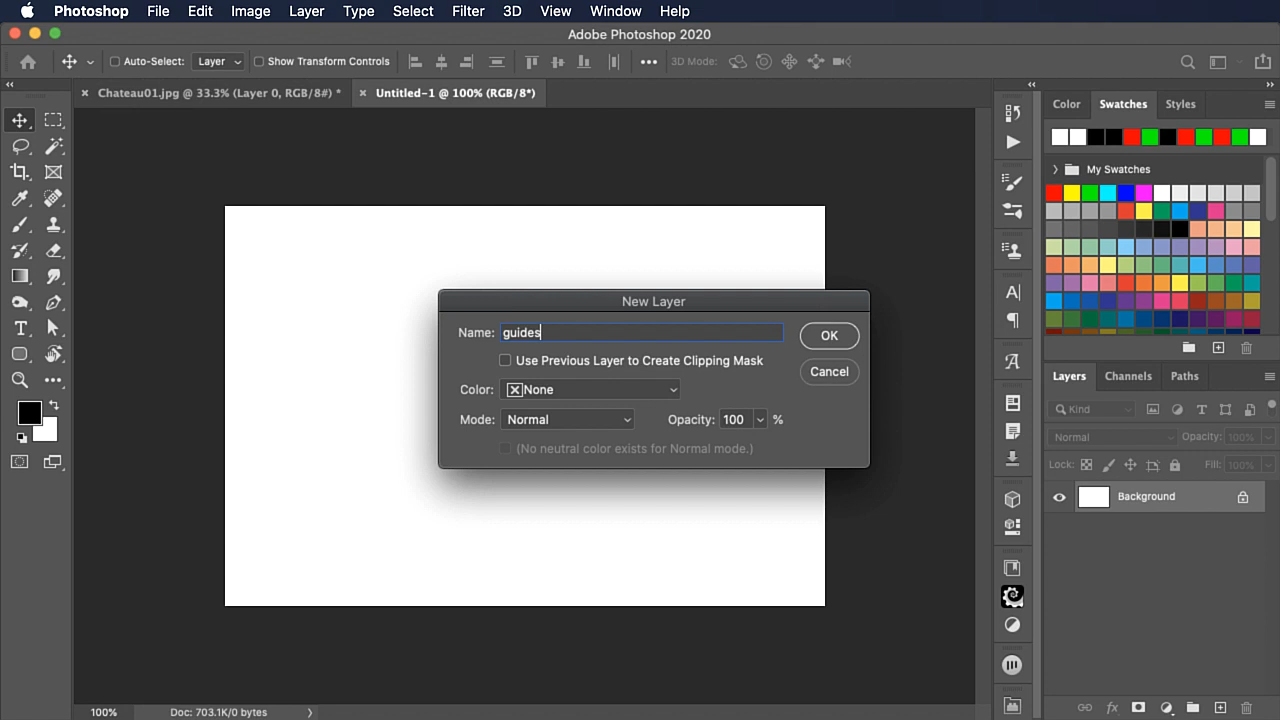 Photoshop File Edit Image Layer Type Select Filter 3D View Window Help
Adobe Photoshop 2020
Auto-Select: Layer Show Transform Controls 3D Mode:
Chateau01.jpg @ 33.3% (Layer 0, RGB/8#) * Untitled-1 @ 100% (RGB/8*)
Color Swatches Styles
My Swatches
New Layer
Name: guides OK
Use Previous Layer to Create Clipping Mask
Cancel
Color: None
Mode: Normal Opacity: 100 %
(No neutral color exists for Normal mode.)
Layers Channels Paths
Kind
Normal Opacity: 100%
Lock: Fill: 100%
Background
100% Doc: 703.1K/0 bytes